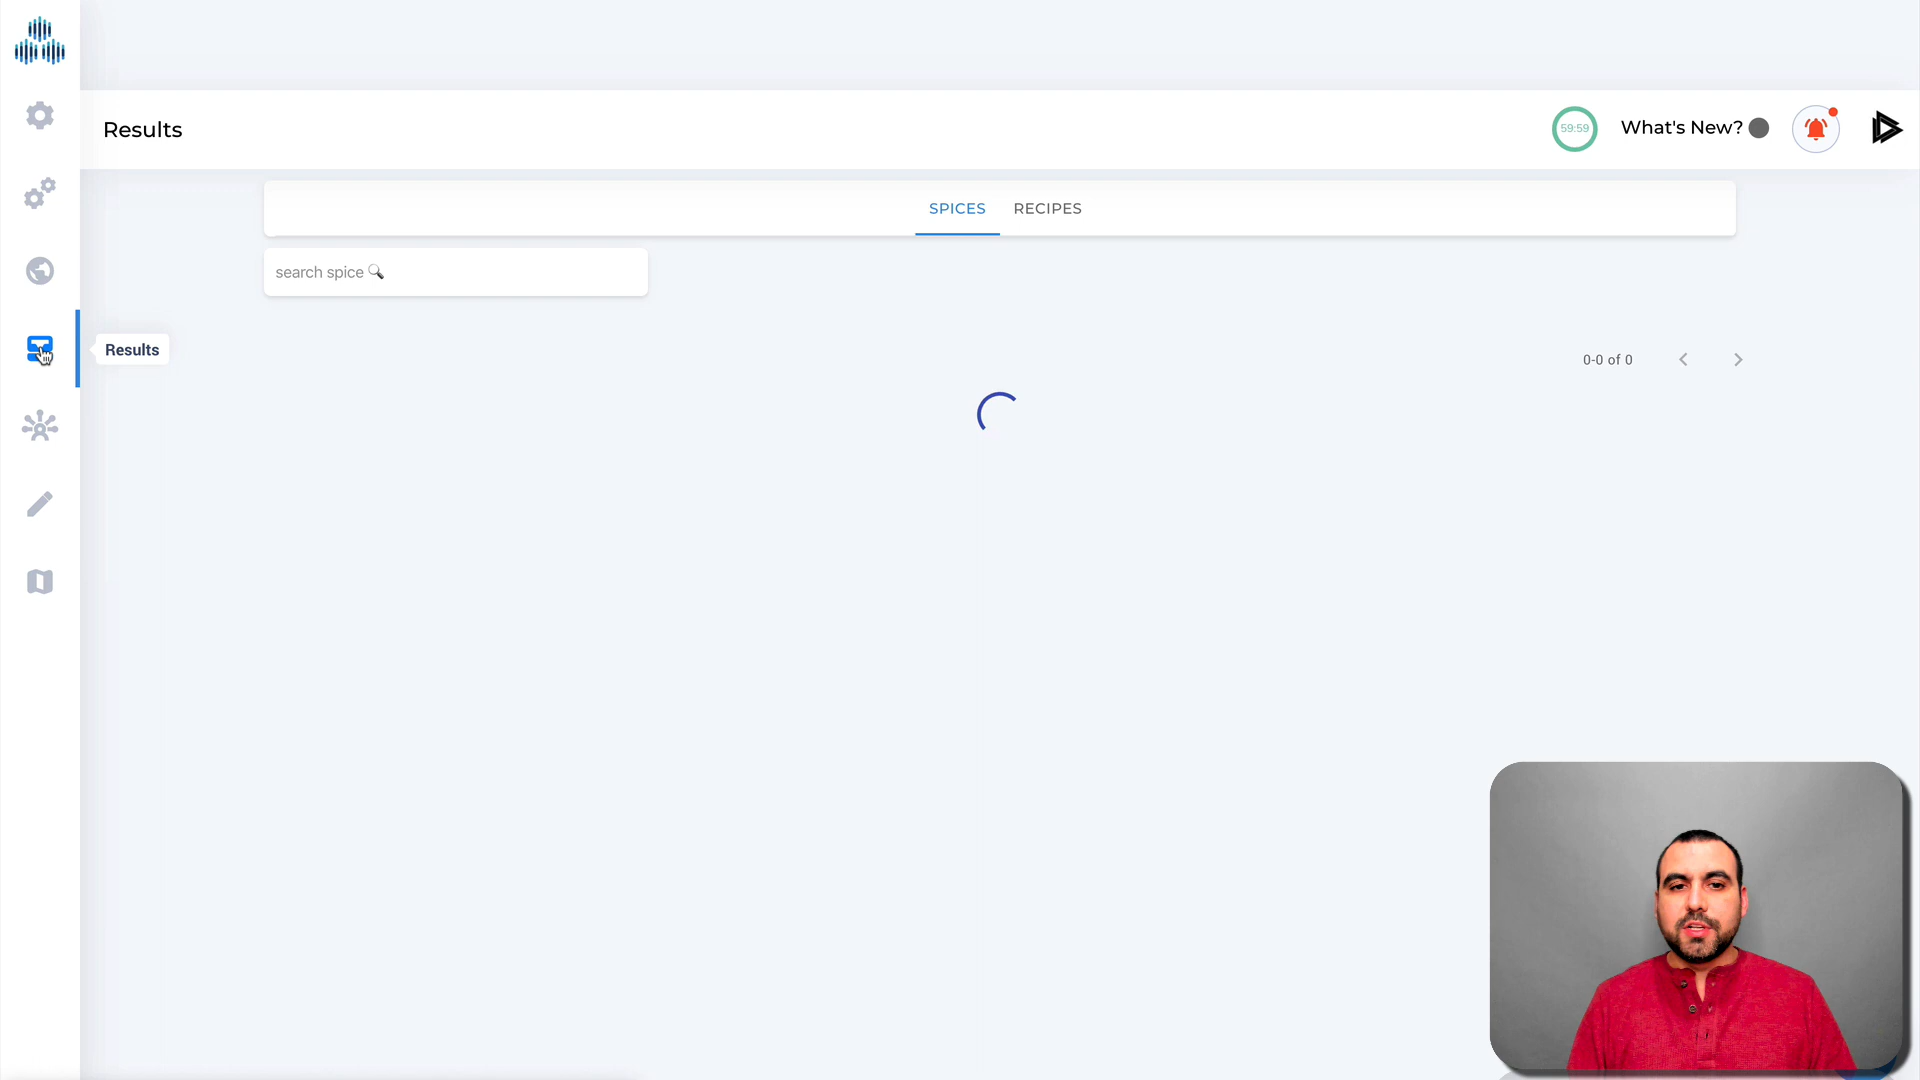 Results
59:59
What's New?
SPICES RECIPES
search spice
Results
0-0 of 0